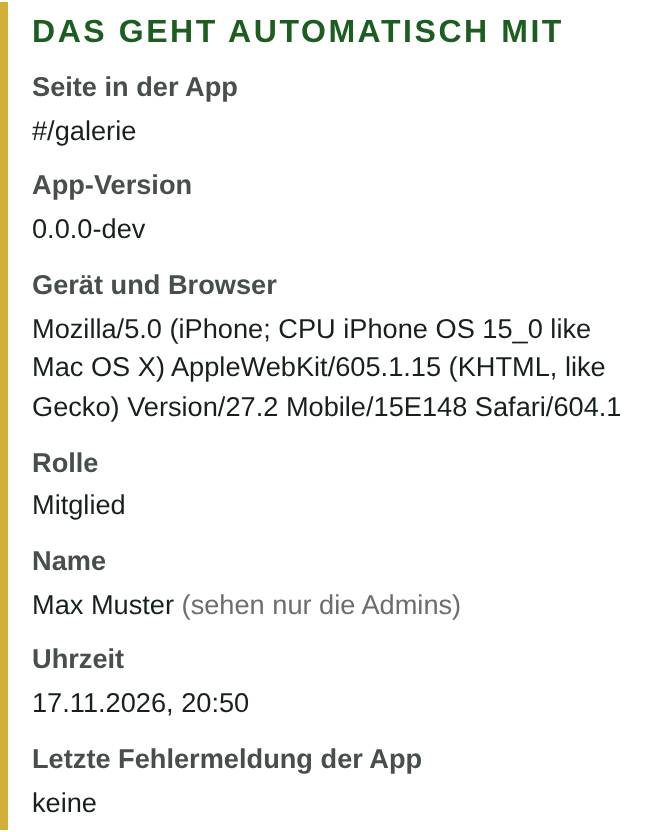 DAS GEHT AUTOMATISCH MIT
Seite in der App
#/galerie
App-Version
0.0.0-dev
Gerät und Browser
Mozilla/5.0 (iPhone; CPU iPhone OS 15_0 like
Mac OS X) AppleWebKit/605.1.15 (KHTML, like
Gecko) Version/27.2 Mobile/15E148 Safari/604.1
Rolle
Mitglied
Name
Max Muster (sehen nur die Admins)
Uhrzeit
17.11.2026, 20:50
Letzte Fehlermeldung der App
keine